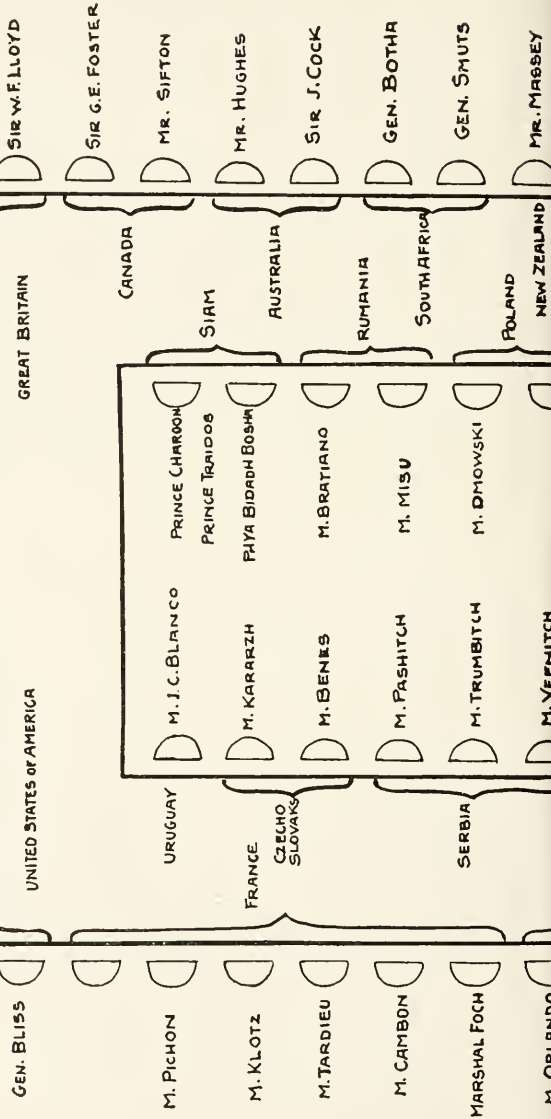 SIR W.F. LLOYD
SIR G.E. FOSTER
MR. SIFTON
MR. HUGHES
SIR J. COCK
GEN. BOTHA
GEN. SMUTS
MR. MASSEY
GREAT BRITAIN
CANADA
AUSTRALIA
SOUTH AFRICA
NEW ZEALAND
SIAM
RUMANIA
POLAND
PRINCE CHAROON
PRINCE TRAIDOS
PHYA BIDADH BOSHA
M. BRATIANO
M. MISU
M. DMOWSKI
M. J. C. BLANCO
M. KARARZH
M. BENES
M. PASHITCH
M. TRUMBITCH
UNITED STATES OF AMERICA
URUGUAY
CZECHO
SLOVAKS
SERBIA
FRANCE
GEN. BLISS
M. PICHON
M. KLOTZ
M. TARDIEU
M. CAMBON
MARSHAL FOCH
M. ORLANDO